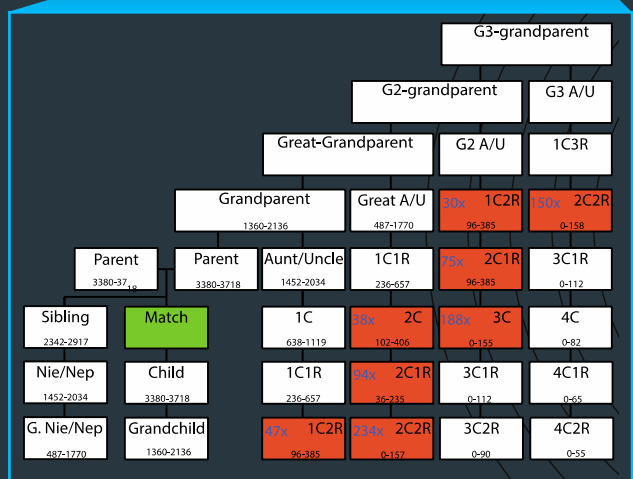 G3-grandparent
G2-grandparent G3 A/U
Great-Grandparent G2 A/U 1C3R
Grandparent Great A/U 30x 1C2R 150x 2C2R
1360-2136 487-1770 96-385 0-158
Parent Parent Aunt/Uncle 1C1R 75x 2C1R 3C1R
3380-3718 3380-3718 1452-2034 236-657 96-385 0-112
Sibling Match 1C 38x 2C 188x 3C 4C
2342-2917 638-1119 102-406 0-155 0-82
Nie/Nep Child 1C1R 94x 2C1R 3C1R 4C1R
1452-2034 3380-3718 236-657 36-235 0-112 0-65
G. Nie/Nep Grandchild 47x 1C2R 234x 2C2R 3C2R 4C2R
487-1770 1360-2136 96-385 0-157 0-90 0-55